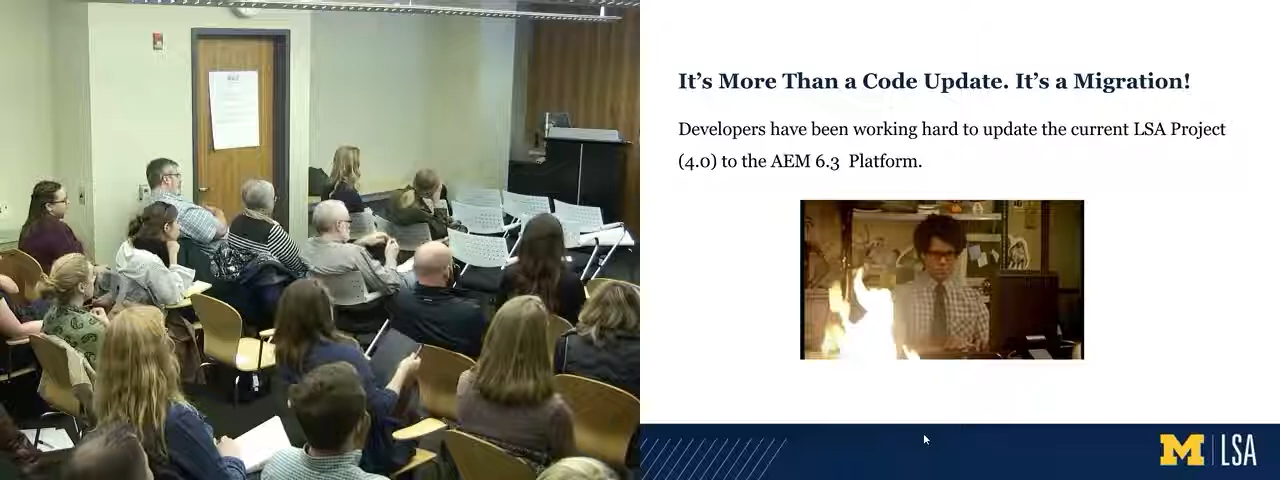 It's More Than a Code Update. It's a Migration!
Developers have been working hard to update the current LSA Project
(4.0) to the AEM 6.3  Platform.
M | LSA